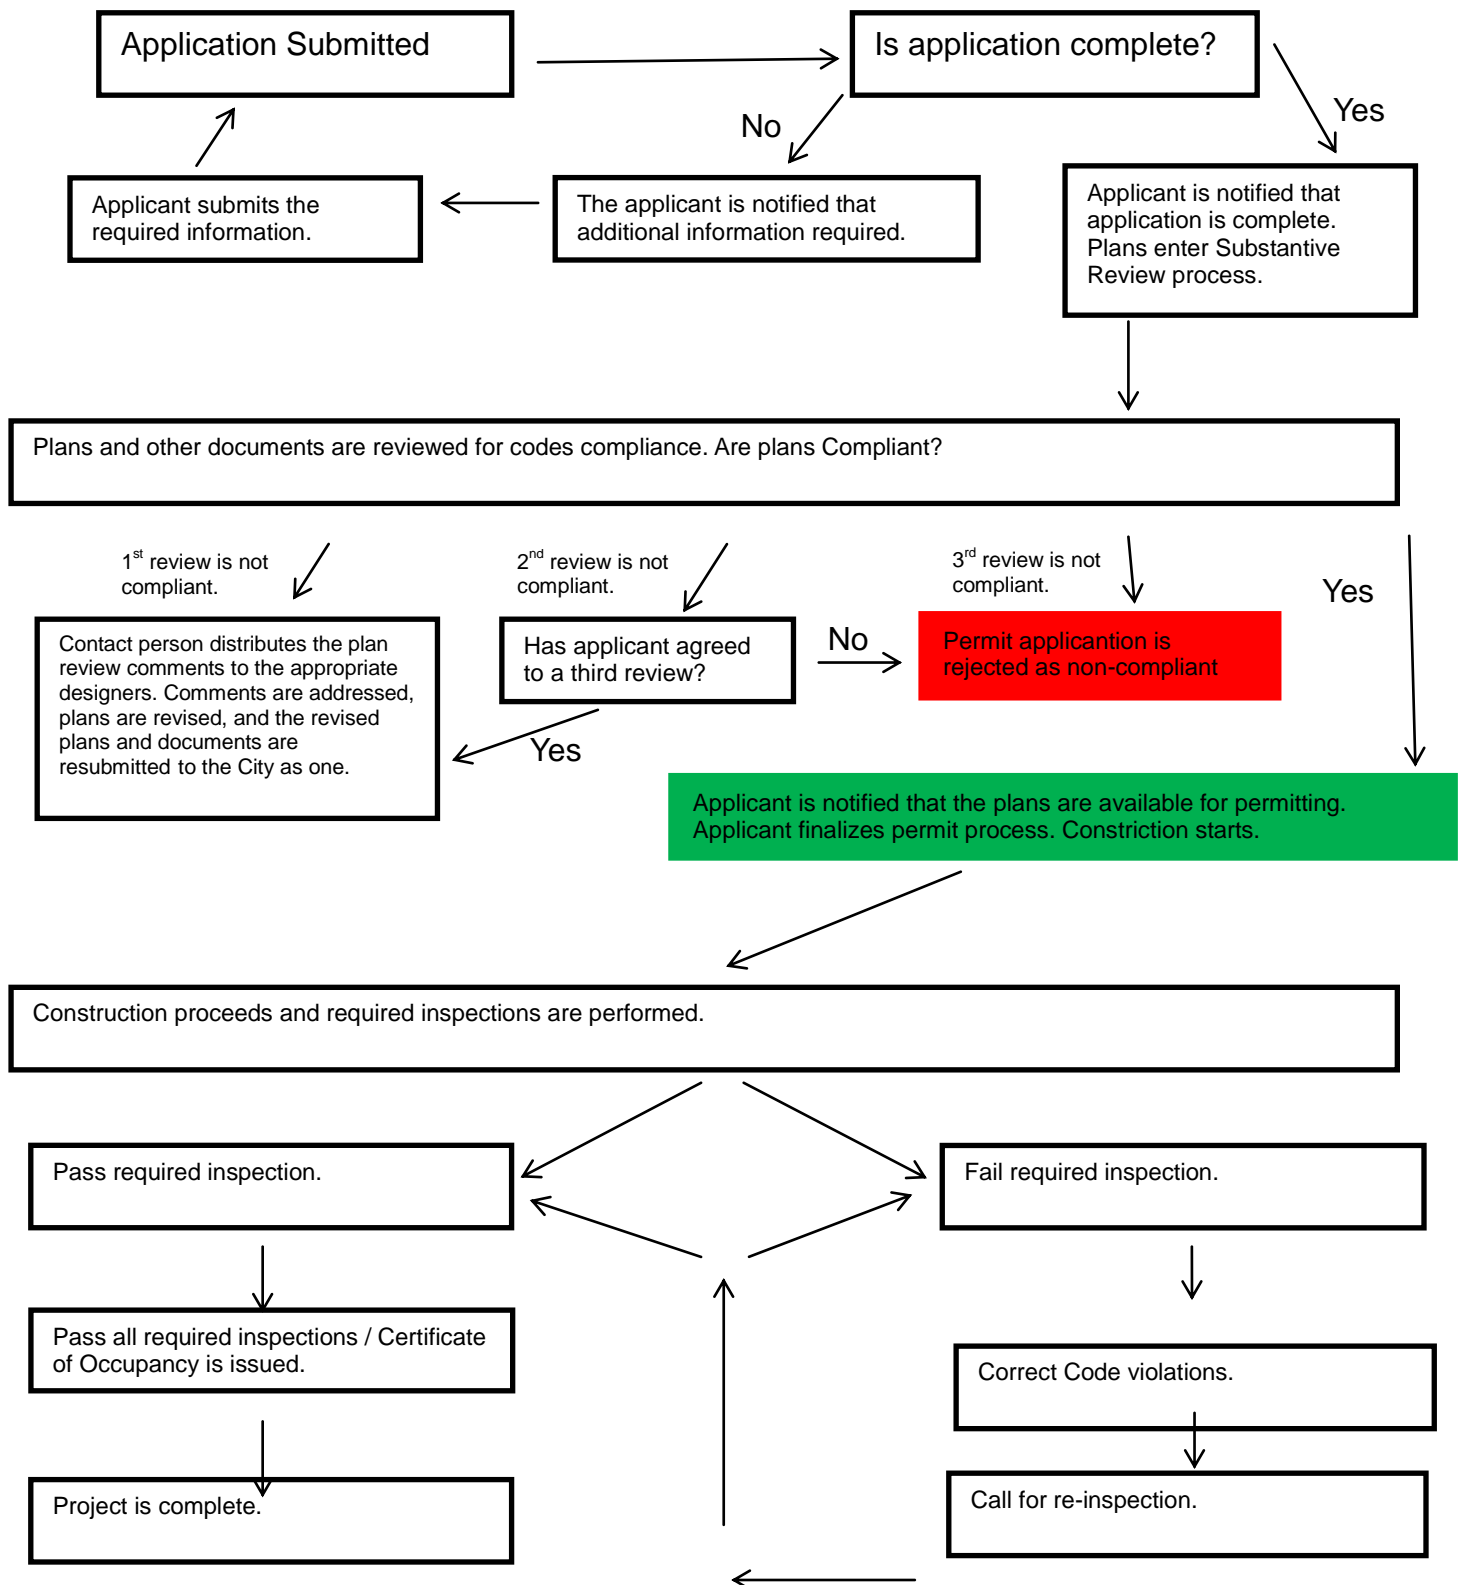 Application Submitted
Is application complete?
No
Yes
Applicant submits the
required information.
The applicant is notified that
additional information required.
Applicant is notified that
application is complete.
Plans enter Substantive
Review process.
Plans and other documents are reviewed for codes compliance. Are plans Compliant?
1st review is not
compliant.
2nd review is not
compliant.
3rd review is not
compliant.
Yes
Contact person distributes the plan
review comments to the appropriate
designers. Comments are addressed,
plans are revised, and the revised
plans and documents are
resubmitted to the City as one.
Has applicant agreed
to a third review?
No
Permit applicantion is
rejected as non-compliant
Yes
Applicant is notified that the plans are available for permitting.
Applicant finalizes permit process. Constriction starts.
Construction proceeds and required inspections are performed.
Pass required inspection.
Fail required inspection.
Pass all required inspections / Certificate
of Occupancy is issued.
Correct Code violations.
Project is complete.
Call for re-inspection.